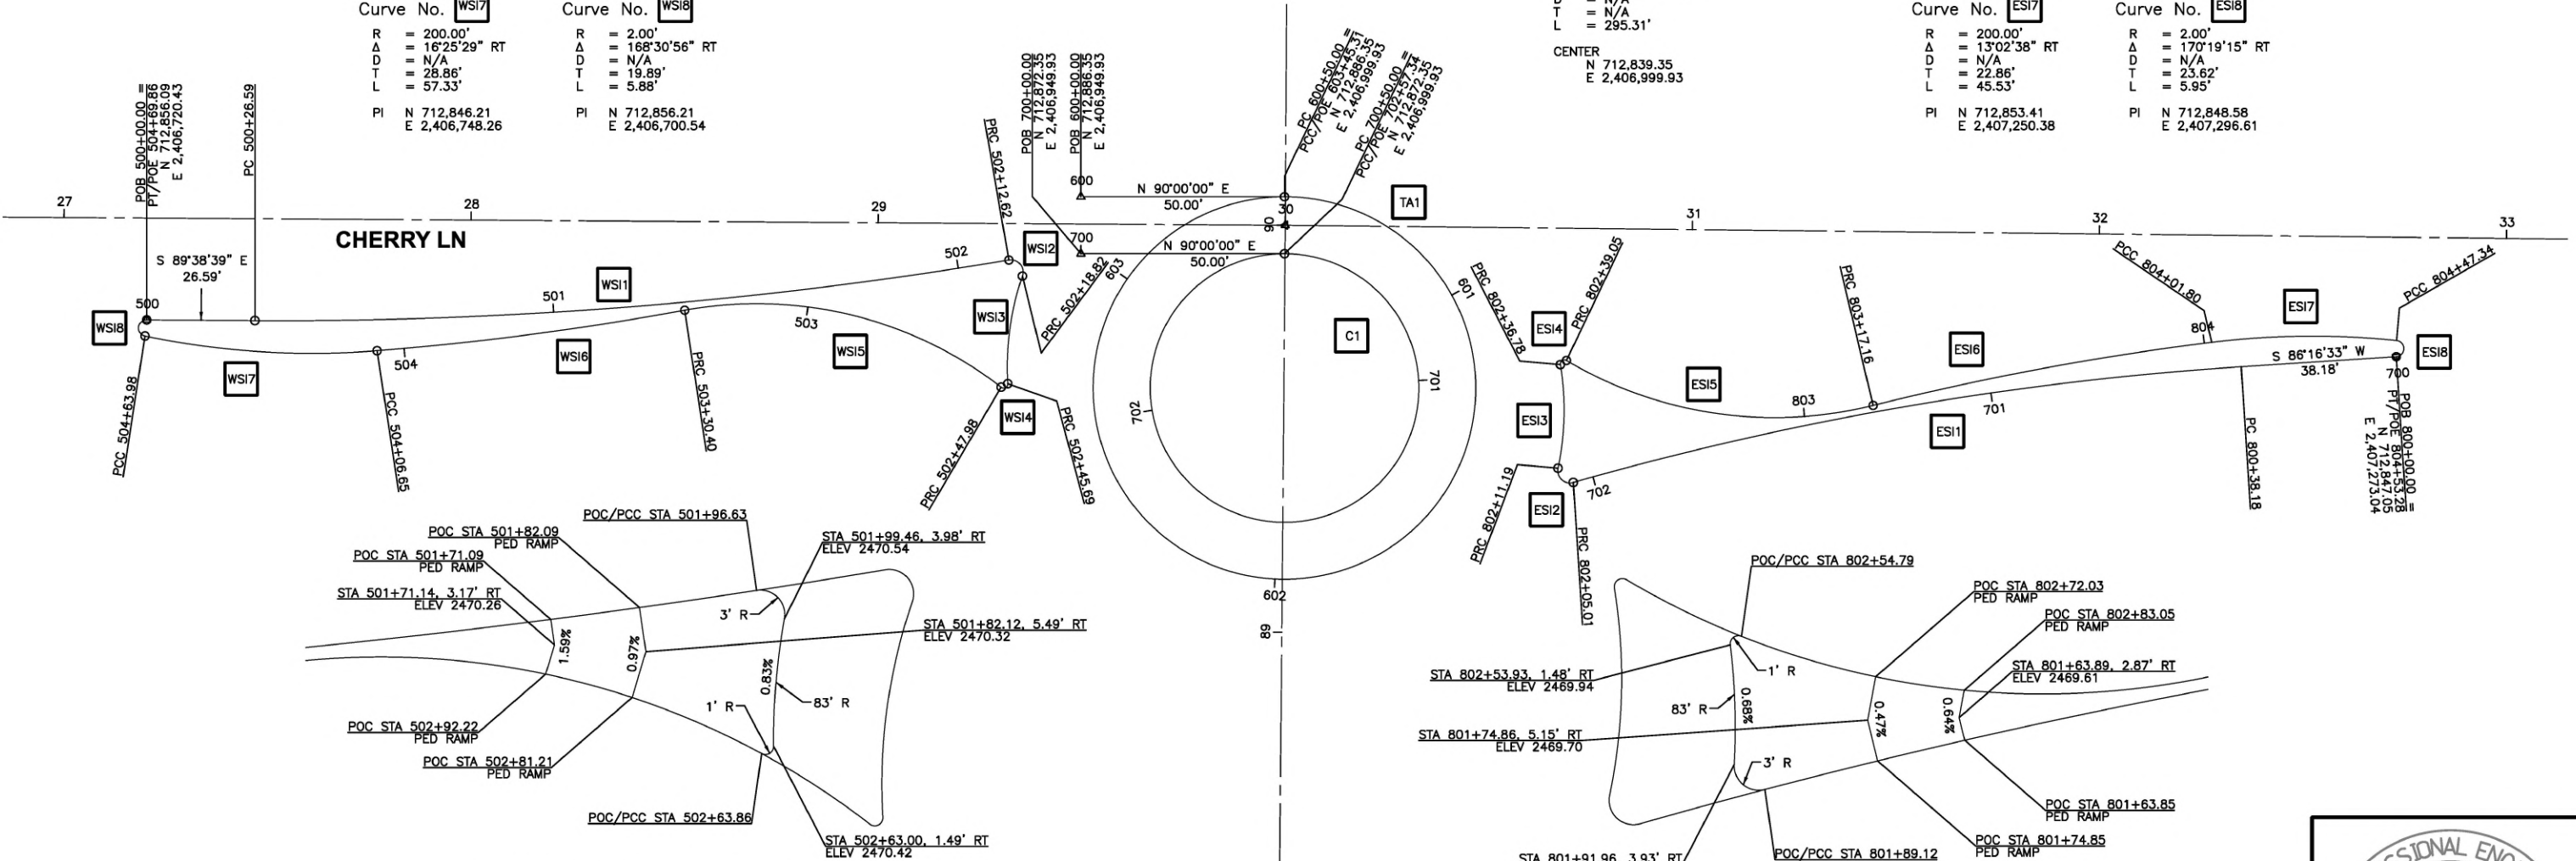 Curve No. WSI7
R = 200.00'
Δ = 16°25'29" RT
D = N/A
T = 28.86'
L = 57.33'
PI N 712,846.21
E 2,406,748.26
Curve No. WSI8
R = 2.00'
Δ = 168°30'56" RT
D = N/A
T = 19.89'
L = 5.88'
PI N 712,856.21
E 2,406,700.54
D = N/A
T = N/A
L = 295.31'
CENTER
N 712,839.35
E 2,406,999.93
Curve No. ESI7
R = 200.00'
Δ = 13°02'38" RT
D = N/A
T = 22.86'
L = 45.53'
PI N 712,853.41
E 2,407,250.38
Curve No. ESI8
R = 2.00'
Δ = 170°19'15" RT
D = N/A
T = 23.62'
L = 5.95'
PI N 712,848.58
E 2,407,296.61
POB 500+00.00 =
PT/POE 504+69.86
N 712,856.09
E 2,406,720.43
PC 500+26.59
PRC 502+12.62
POB 700+00.00
N 712,872.35
E 2,406,949.93
POB 600+00.00
N 712,886.35
E 2,406,949.93
PC 600+50.00 =
PCC/POE 603+45.31
N 712,886.35
E 2,406,999.93
PC 700+50.00 =
PCC/POE 702+57.34
N 712,872.35
E 2,406,999.93
27
28
29
30
31
32
33
CHERRY LN
90
89
600
N 90°00'00" E
50.00'
700
N 90°00'00" E
50.00'
TA1
C1
601
602
603
701
702
S 89°38'39" E
26.59'
500
501
502
503
504
WSI1
WSI2
WSI3
WSI4
WSI5
WSI6
WSI7
WSI8
PRC 502+18.82
PCC 504+63.98
PCC 504+06.65
PRC 503+30.40
PRC 502+47.98
PRC 502+45.69
PRC 802+36.78
PRC 802+39.05
PRC 803+17.16
PCC 804+01.80
PCC 804+47.34
ESI4
ESI5
ESI6
ESI7
ESI8
ESI3
ESI2
ESI1
803
804
701
702
700
S 86°16'33" W
38.18'
PRC 802+11.19
PRC 802+05.01
PC 800+38.18
POB 800+00.00 =
PT/POE 804+53.28
N 712,847.05
E 2,407,273.04
POC/PCC STA 501+96.63
POC STA 501+82.09
PED RAMP
POC STA 501+71.09
PED RAMP
STA 501+71.14, 3.17' RT
ELEV 2470.26
STA 501+99.46, 3.98' RT
ELEV 2470.54
3' R
STA 501+82.12, 5.49' RT
ELEV 2470.32
1.59%
0.97%
0.83%
83' R
1' R
POC STA 502+92.22
PED RAMP
POC STA 502+81.21
PED RAMP
POC/PCC STA 502+63.86
STA 502+63.00, 1.49' RT
ELEV 2470.42
POC/PCC STA 802+54.79
POC STA 802+72.03
PED RAMP
POC STA 802+83.05
PED RAMP
STA 802+53.93, 1.48' RT
ELEV 2469.94
1' R
STA 801+63.89, 2.87' RT
ELEV 2469.61
83' R
0.68%
0.47%
0.64%
STA 801+74.86, 5.15' RT
ELEV 2469.70
3' R
POC STA 801+63.85
PED RAMP
POC STA 801+74.85
PED RAMP
POC/PCC STA 801+89.12
STA 801+91.96, 3.93' RT
SIONAL ENG